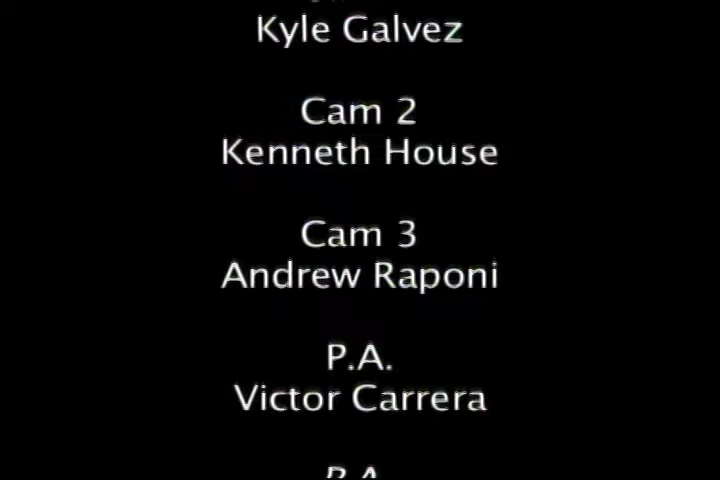 Kyle Galvez
Cam 2
Kenneth House
Cam 3
Andrew Raponi
P.A.
Victor Carrera
P.A.